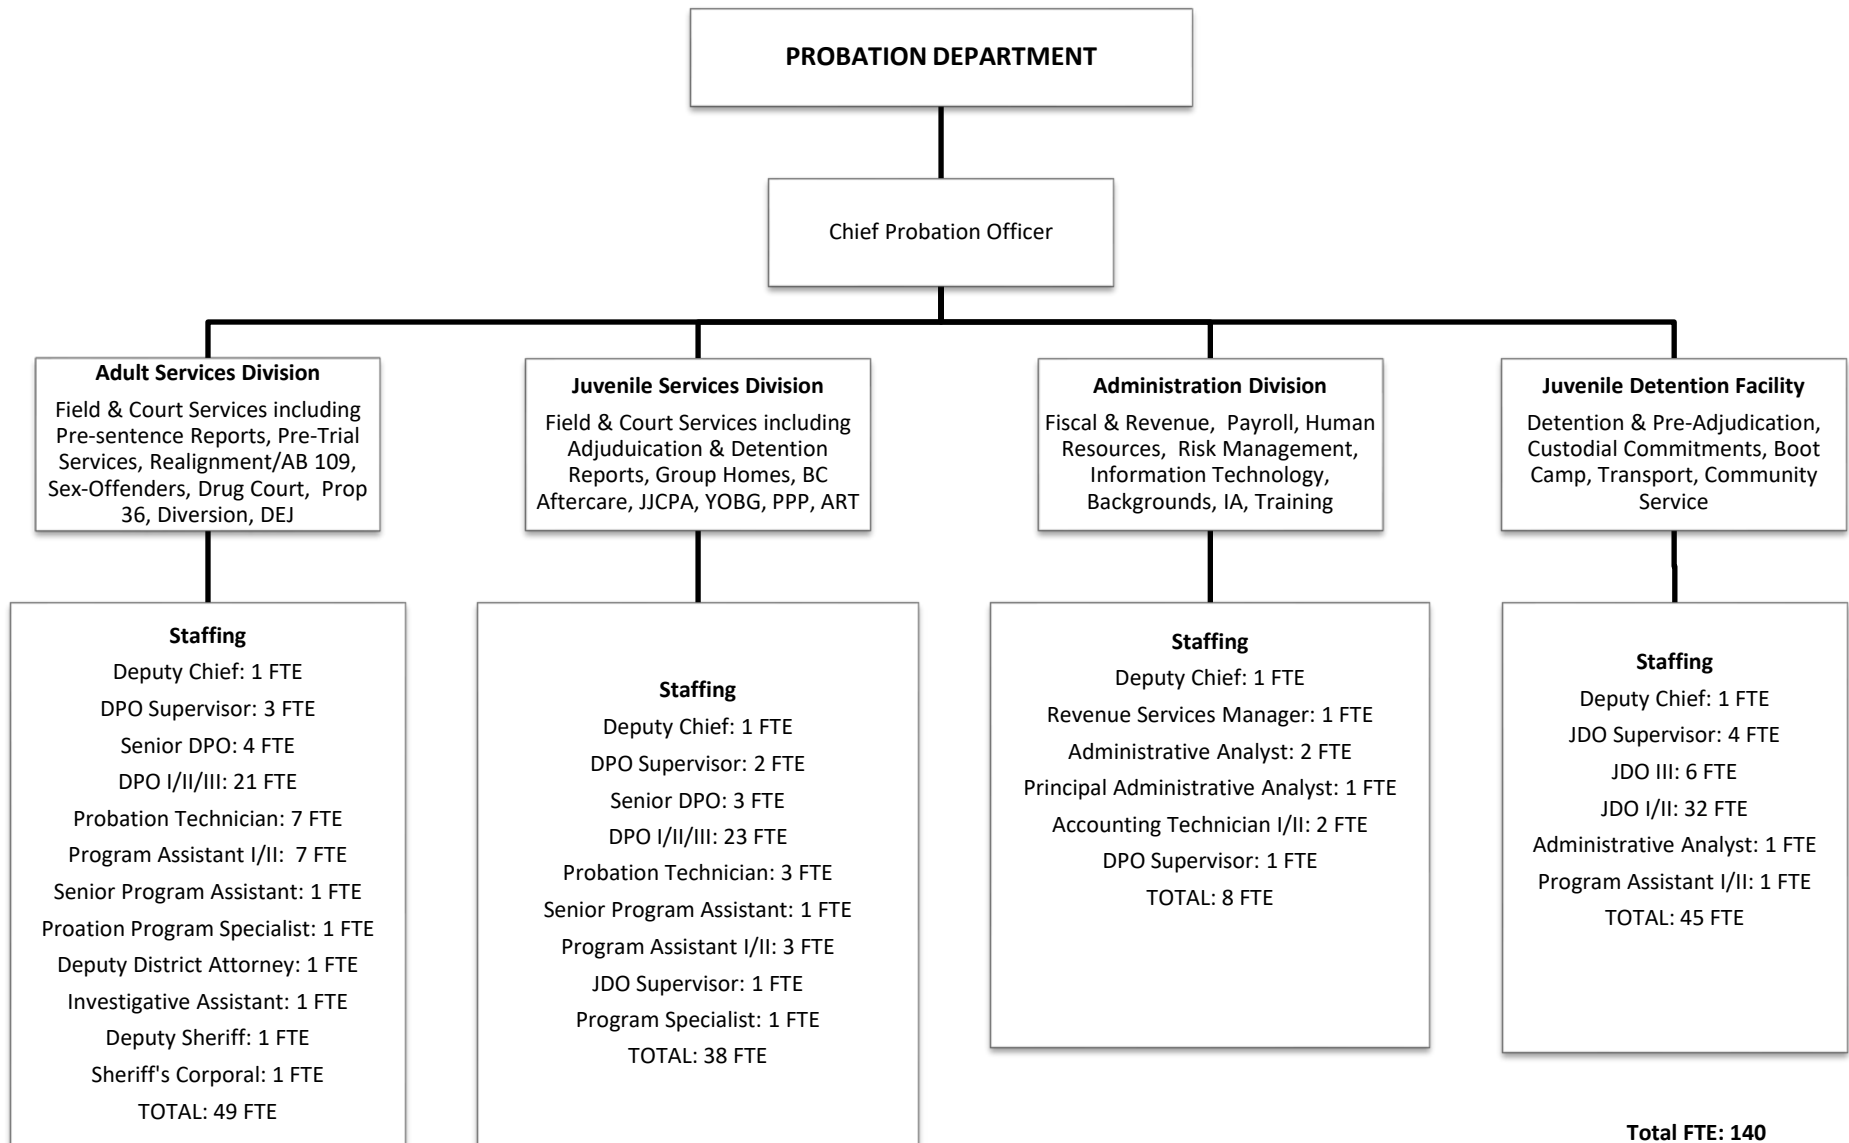 PROBATION DEPARTMENT
Chief Probation Officer
Adult Services Division
Field & Court Services including
Pre-sentence Reports, Pre-Trial
Services, Realignment/AB 109,
Sex-Offenders, Drug Court, Prop
36, Diversion, DEJ
Juvenile Services Division
Field & Court Services including
Adjuduication & Detention
Reports, Group Homes, BC
Aftercare, JJCPA, YOBG, PPP, ART
Administration Division
Fiscal & Revenue, Payroll, Human
Resources, Risk Management,
Information Technology,
Backgrounds, IA, Training
Juvenile Detention Facility
Detention & Pre-Adjudication,
Custodial Commitments, Boot
Camp, Transport, Community
Service
Staffing
Deputy Chief: 1 FTE
DPO Supervisor: 3 FTE
Senior DPO: 4 FTE
DPO I/II/III: 21 FTE
Probation Technician: 7 FTE
Program Assistant I/II: 7 FTE
Senior Program Assistant: 1 FTE
Proation Program Specialist: 1 FTE
Deputy District Attorney: 1 FTE
Investigative Assistant: 1 FTE
Deputy Sheriff: 1 FTE
Sheriff's Corporal: 1 FTE
TOTAL: 49 FTE
Staffing
Deputy Chief: 1 FTE
DPO Supervisor: 2 FTE
Senior DPO: 3 FTE
DPO I/II/III: 23 FTE
Probation Technician: 3 FTE
Senior Program Assistant: 1 FTE
Program Assistant I/II: 3 FTE
JDO Supervisor: 1 FTE
Program Specialist: 1 FTE
TOTAL: 38 FTE
Staffing
Deputy Chief: 1 FTE
Revenue Services Manager: 1 FTE
Administrative Analyst: 2 FTE
Principal Administrative Analyst: 1 FTE
Accounting Technician I/II: 2 FTE
DPO Supervisor: 1 FTE
TOTAL: 8 FTE
Staffing
Deputy Chief: 1 FTE
JDO Supervisor: 4 FTE
JDO III: 6 FTE
JDO I/II: 32 FTE
Administrative Analyst: 1 FTE
Program Assistant I/II: 1 FTE
TOTAL: 45 FTE
Total FTE: 140